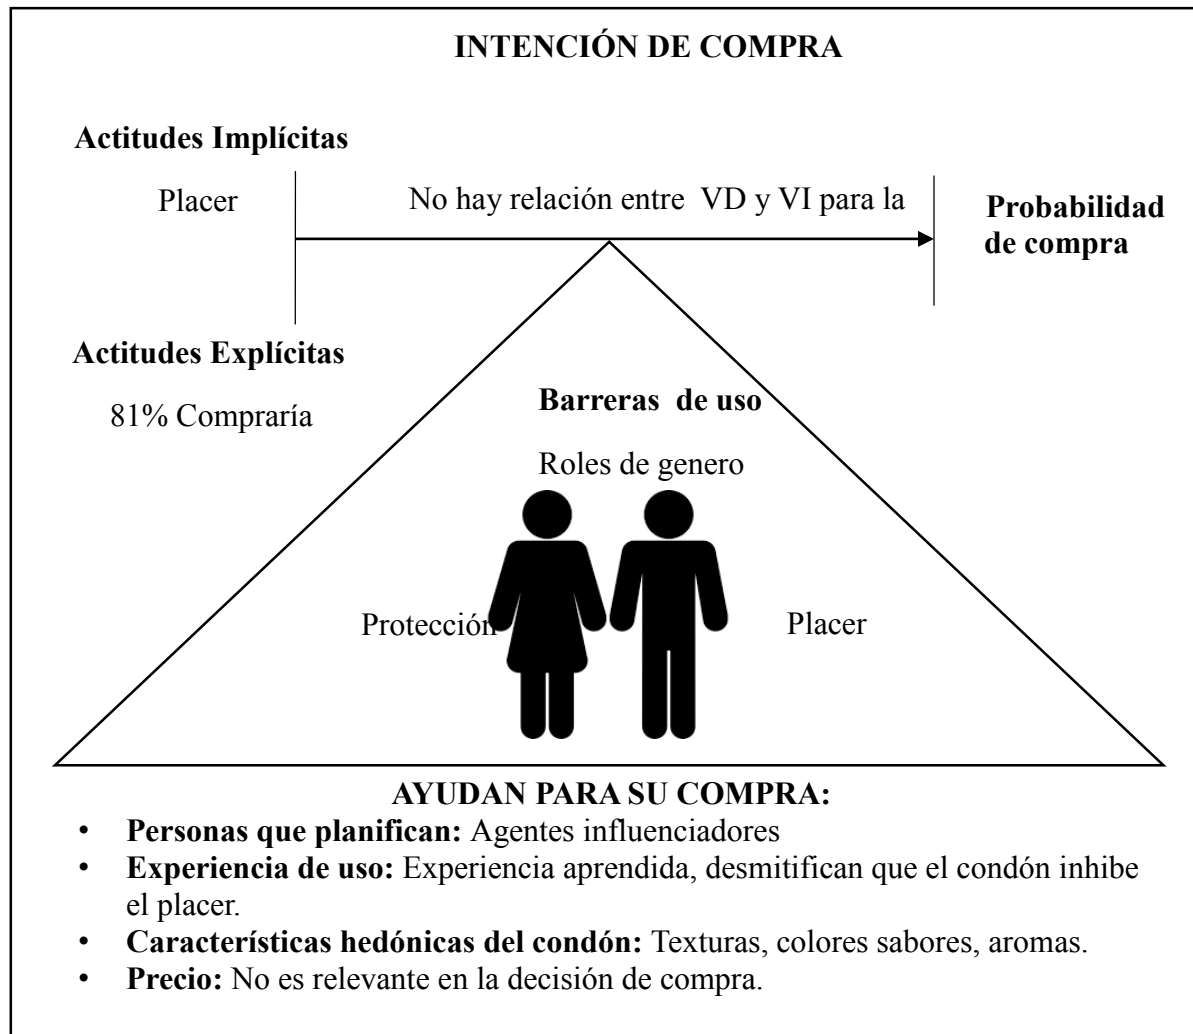 INTENCIÓN DE COMPRA
Actitudes Implícitas
Placer
No hay relación entre VD y VI para la
Probabilidad
de compra
Actitudes Explícitas
81% Compraría
Barreras de uso
Roles de genero
Protección
Placer
AYUDAN PARA SU COMPRA:
• Personas que planifican: Agentes influenciadores
• Experiencia de uso: Experiencia aprendida, desmitifican que el condón inhibe
el placer.
• Características hedónicas del condón: Texturas, colores sabores, aromas.
• Precio: No es relevante en la decisión de compra.